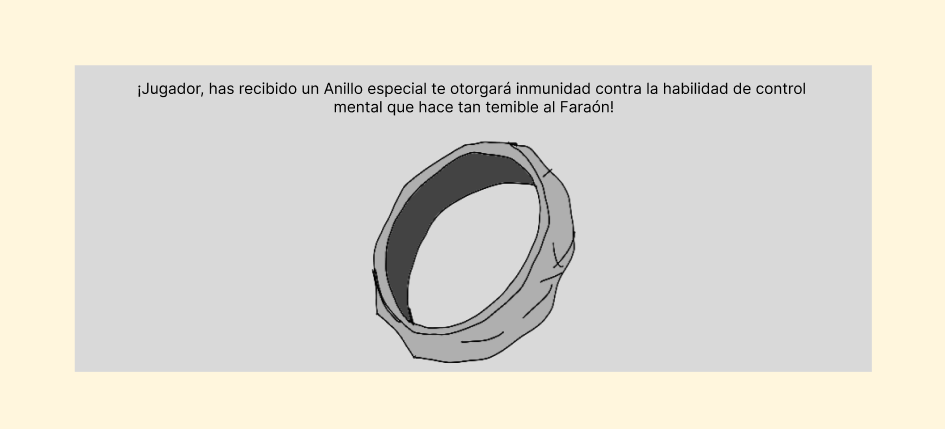 ¡Jugador, has recibido un Anillo especial te otorgará inmunidad contra la habilidad de control
mental que hace tan temible al Faraón!